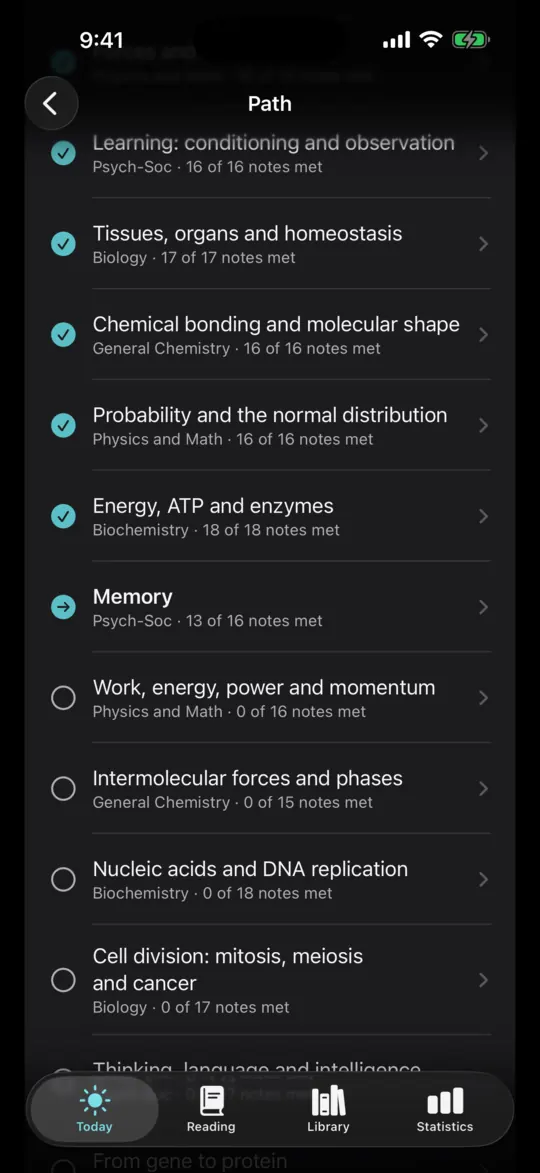 9:41
Path
Learning: conditioning and observation
Psych-Soc · 16 of 16 notes met
Tissues, organs and homeostasis
Biology · 17 of 17 notes met
Chemical bonding and molecular shape
General Chemistry · 16 of 16 notes met
Probability and the normal distribution
Physics and Math · 16 of 16 notes met
Energy, ATP and enzymes
Biochemistry · 18 of 18 notes met
Memory
Psych-Soc · 13 of 16 notes met
Work, energy, power and momentum
Physics and Math · 0 of 16 notes met
Intermolecular forces and phases
General Chemistry · 0 of 15 notes met
Nucleic acids and DNA replication
Biochemistry · 0 of 18 notes met
Cell division: mitosis, meiosis
and cancer
Biology · 0 of 17 notes met
Thinking, language and intelligence
Today
Reading
Library
Statistics
From gene to protein